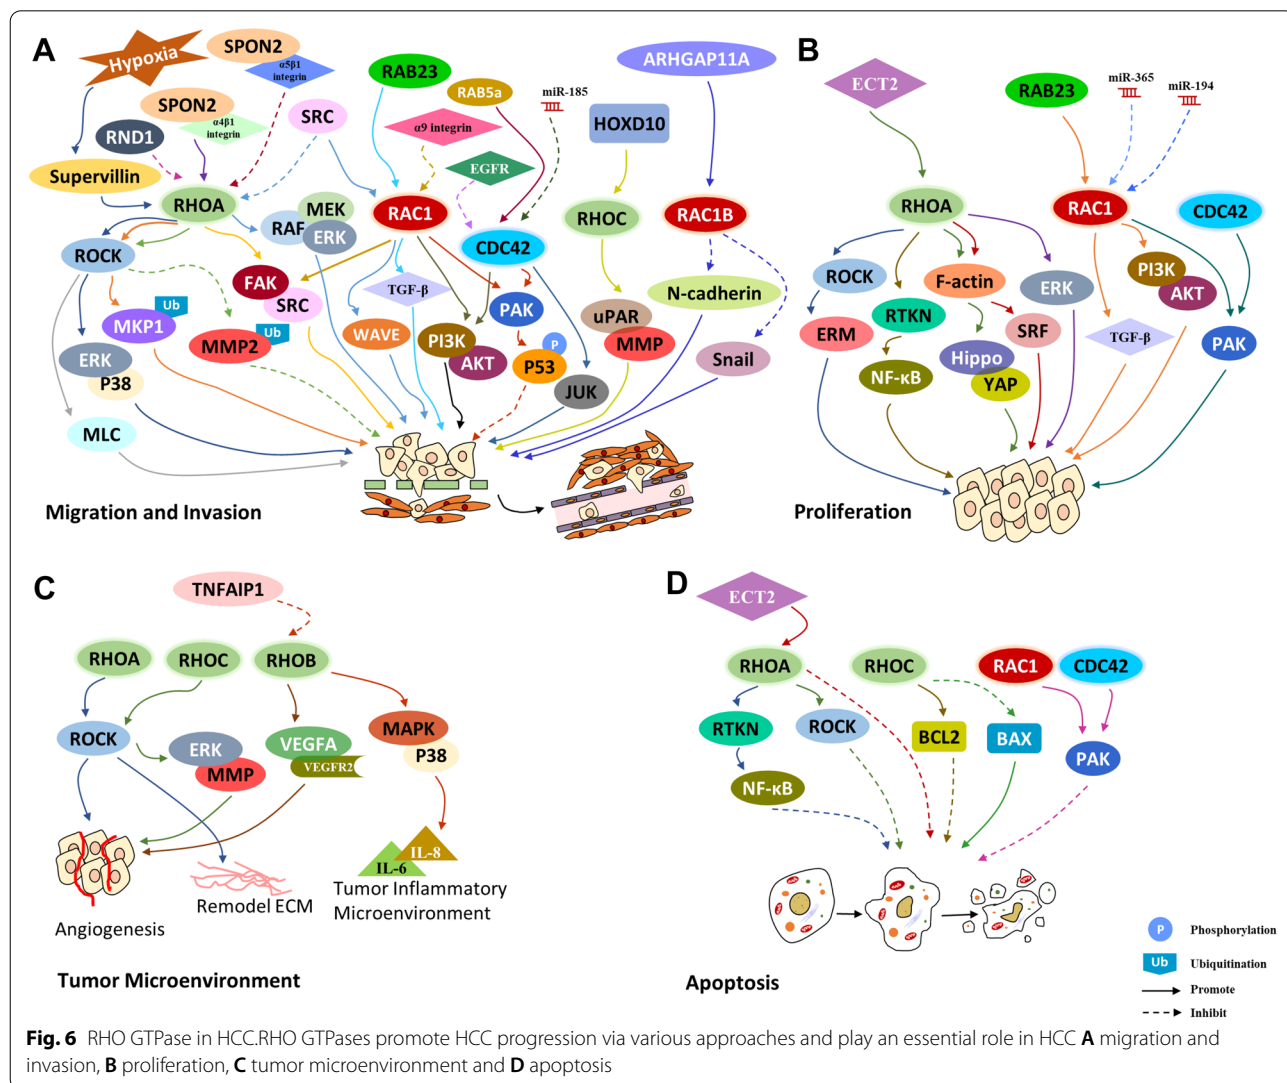 A
Hypoxia
SPON2
α5β1
integrin
SPON2
α4β1
integrin
RND1
SRC
Supervillin
RHOA
RAB23
RAB5a
α9 integrin
miR-185
EGFR
HOXD10
ARHGAP11A
ROCK
RAF
MEK
ERK
RAC1
CDC42
RHOC
RAC1B
FAK
SRC
TGF-β
PAK
N-cadherin
Ub
MKP1
Ub
MMP2
WAVE
PI3K
AKT
P
P53
uPAR
MMP
Snail
ERK
P38
JUK
MLC
Migration and Invasion
B
ECT2
RAB23
miR-365
miR-194
RHOA
RAC1
CDC42
ROCK
F-actin
ERK
PI3K
AKT
RTKN
ERM
SRF
TGF-β
PAK
Hippo
YAP
NF-κB
Proliferation
C
TNFAIP1
RHOA
RHOC
RHOB
ROCK
ERK
MMP
VEGFA
VEGFR2
MAPK
P38
IL-8
IL-6
Angiogenesis
Remodel ECM
Tumor Inflammatory
Microenvironment
Tumor Microenvironment
D
ECT2
RHOA
RHOC
RAC1
CDC42
RTKN
ROCK
BCL2
BAX
PAK
NF-κB
Apoptosis
P Phosphorylation
Ub Ubiquitination
Promote
Inhibit
Fig. 6 RHO GTPase in HCC.RHO GTPases promote HCC progression via various approaches and play an essential role in HCC A migration and
invasion, B proliferation, C tumor microenvironment and D apoptosis